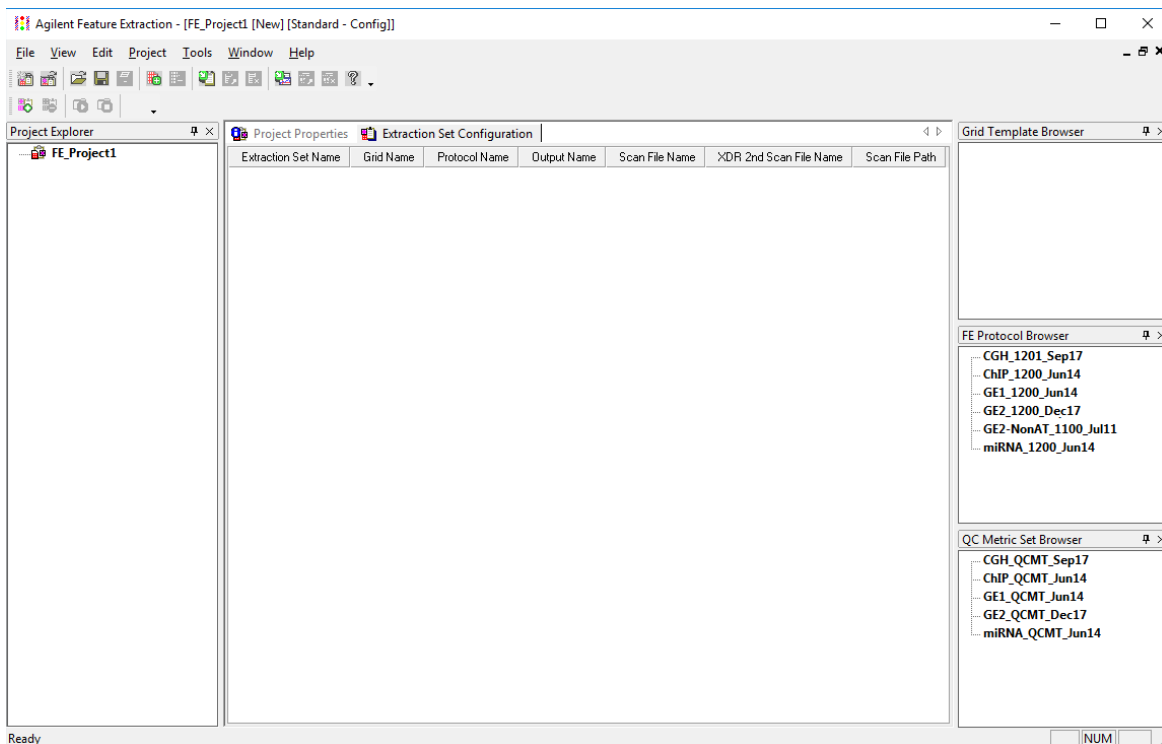 Agilent Feature Extraction - [FE_Project1 [New] [Standard - Config]]
File View Edit Project Tools Window Help
Project Explorer
FE_Project1
Project Properties Extraction Set Configuration
Extraction Set Name Grid Name Protocol Name Output Name Scan File Name XDR 2nd Scan File Name Scan File Path
Grid Template Browser
FE Protocol Browser
CGH_1201_Sep17
ChIP_1200_Jun14
GE1_1200_Jun14
GE2_1200_Dec17
GE2-NonAT_1100_Jul11
miRNA_1200_Jun14
QC Metric Set Browser
CGH_QCMT_Sep17
ChIP_QCMT_Jun14
GE1_QCMT_Jun14
GE2_QCMT_Dec17
miRNA_QCMT_Jun14
Ready NUM